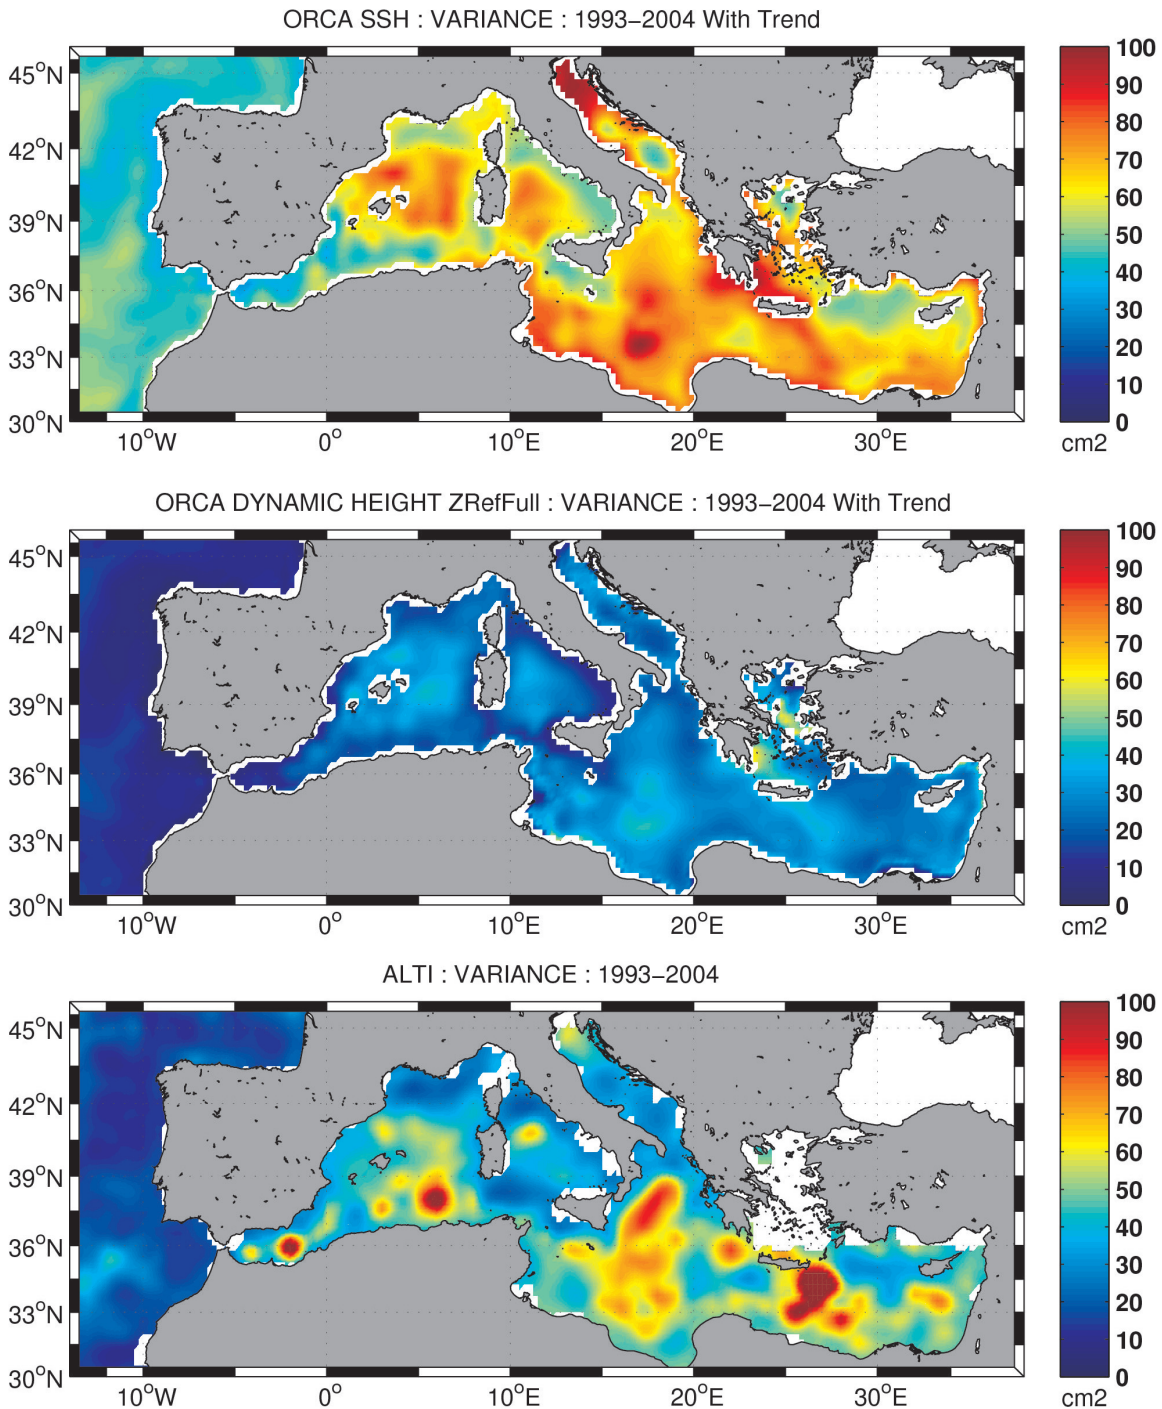 ORCA SSH : VARIANCE : 1993−2004 With Trend
45°N
42°N
39°N
36°N
33°N
30°N
10°W
0°
10°E
20°E
30°E
100
90
80
70
60
50
40
30
20
10
0
cm2
ORCA DYNAMIC HEIGHT ZRefFull : VARIANCE : 1993−2004 With Trend
45°N
42°N
39°N
36°N
33°N
30°N
10°W
0°
10°E
20°E
30°E
100
90
80
70
60
50
40
30
20
10
0
cm2
ALTI : VARIANCE : 1993−2004
45°N
42°N
39°N
36°N
33°N
30°N
10°W
0°
10°E
20°E
30°E
100
90
80
70
60
50
40
30
20
10
0
cm2